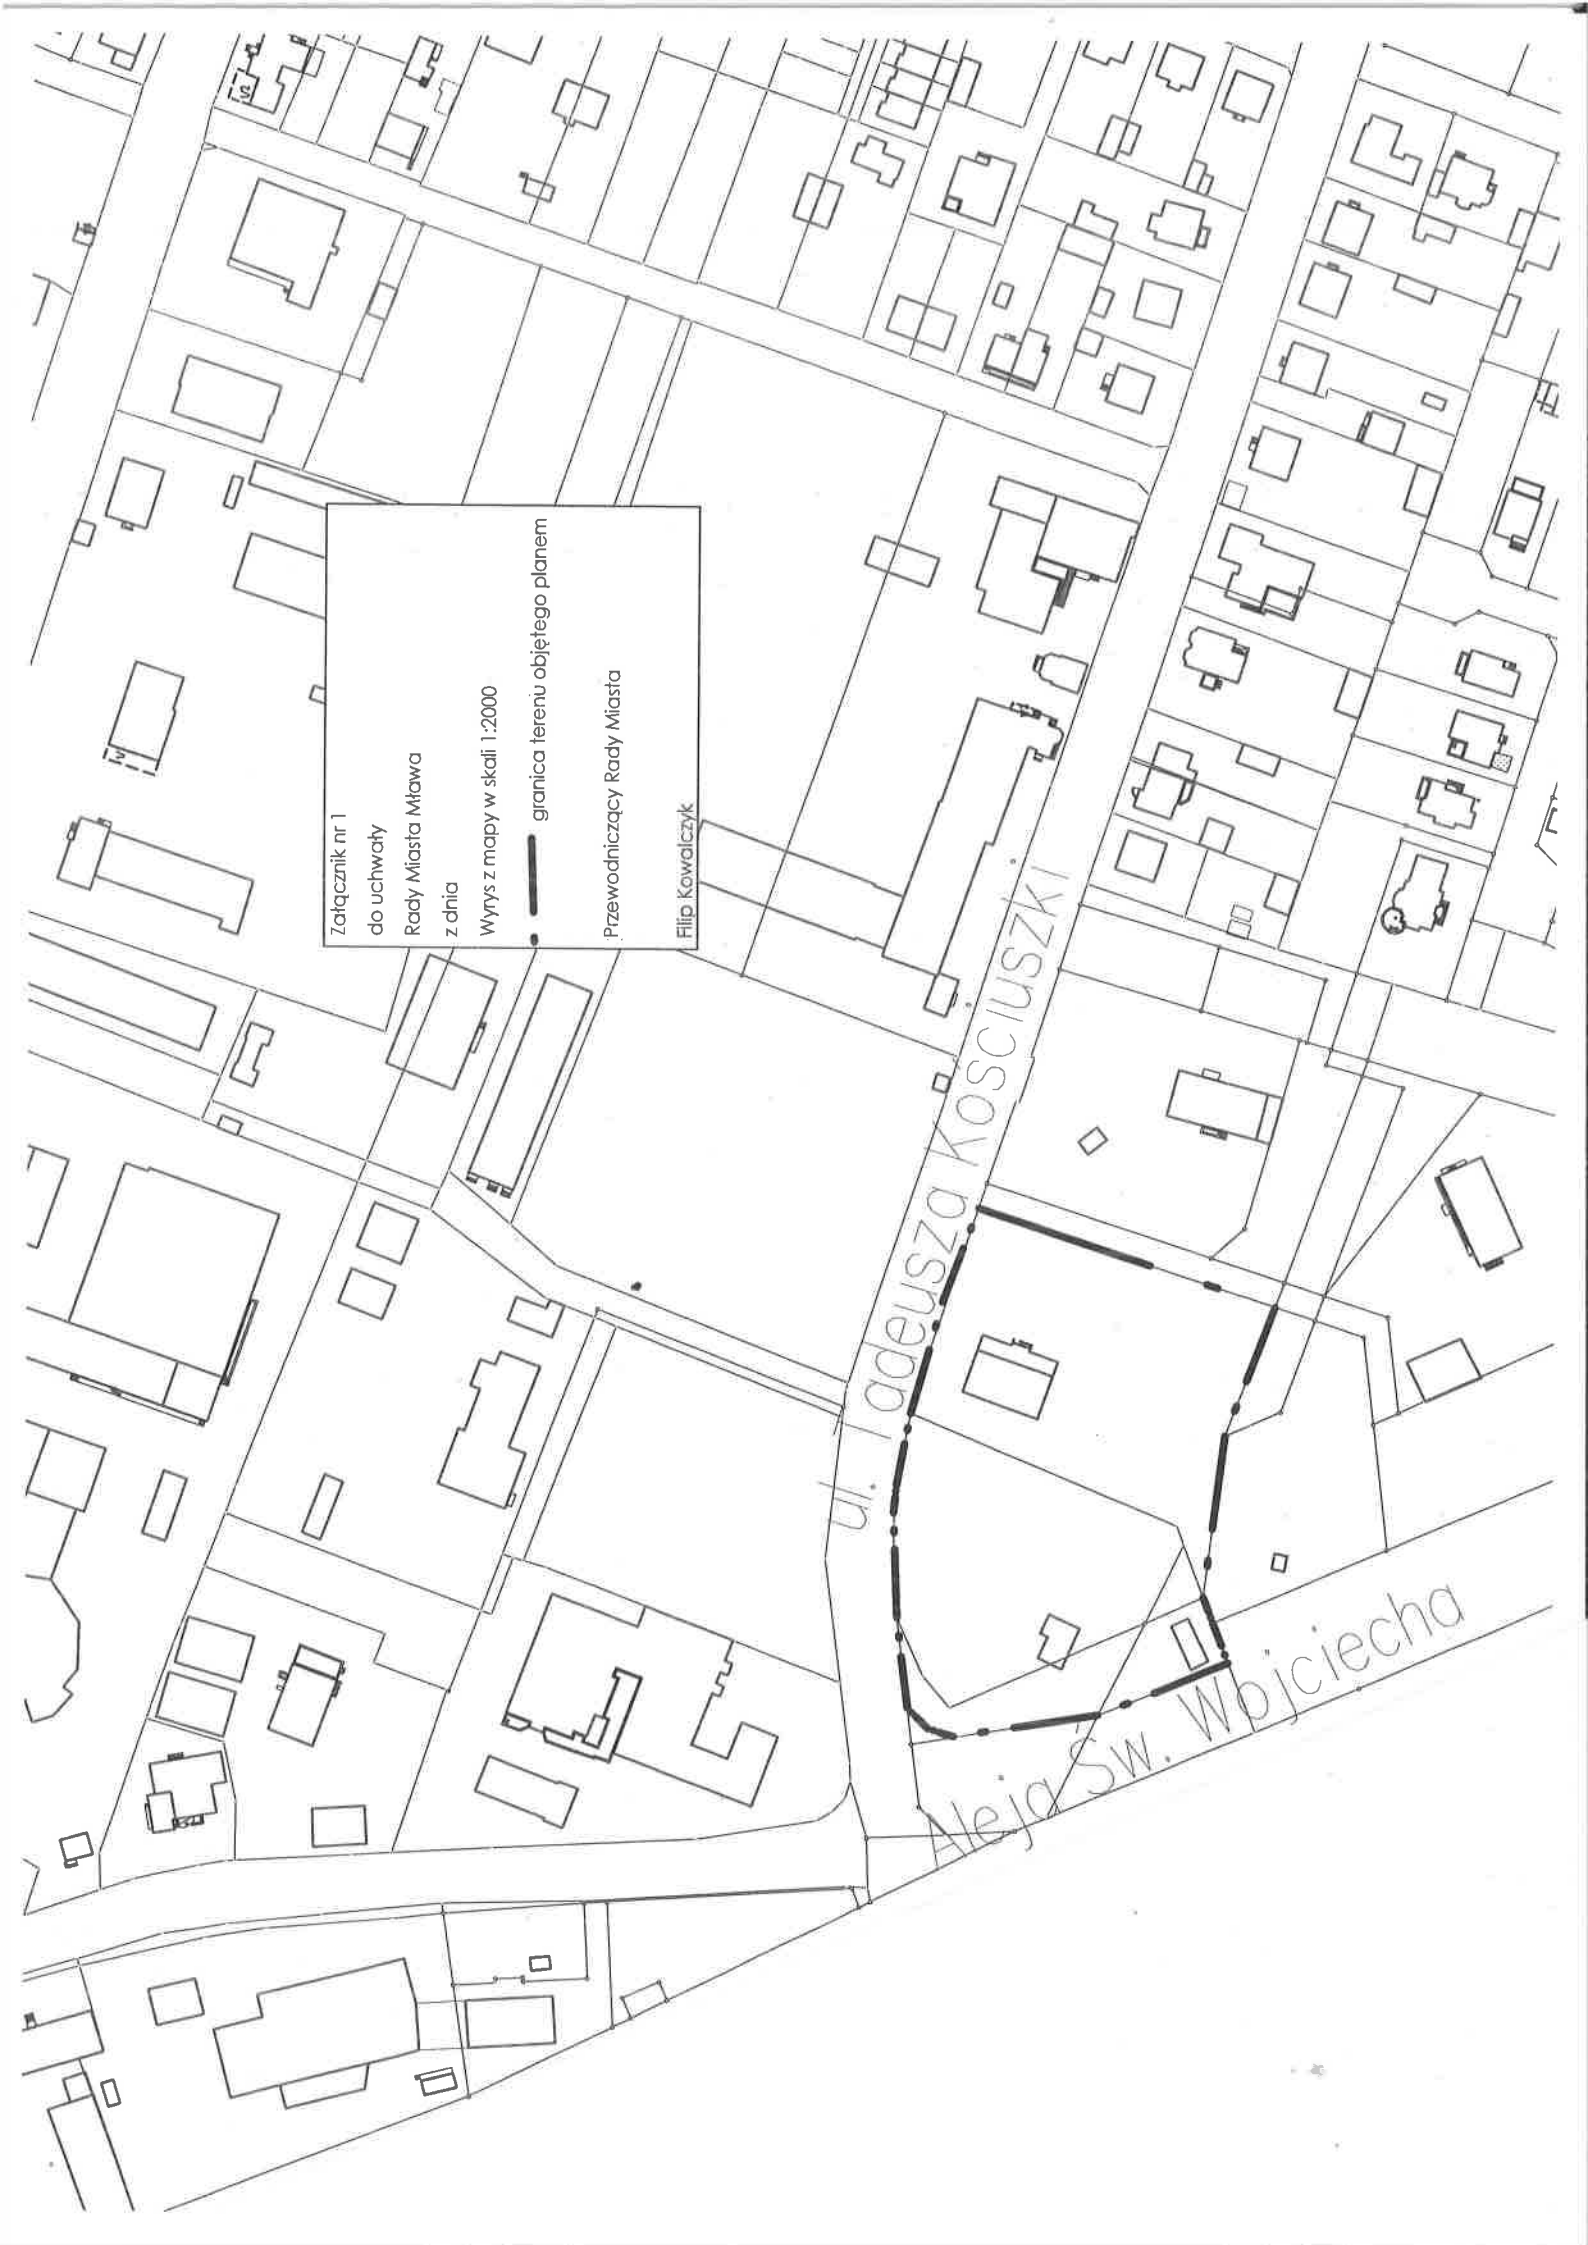 Załącznik nr 1
do uchwały
Rady Miasta Mława
z dnia
Wyrys z mapy w skali 1:2000
granica terenu objętego planem
Przewodniczący Rady Miasta
Filip Kowalczyk
ul. Tadeusza Kościuszki
Aleja Św. Wojciecha